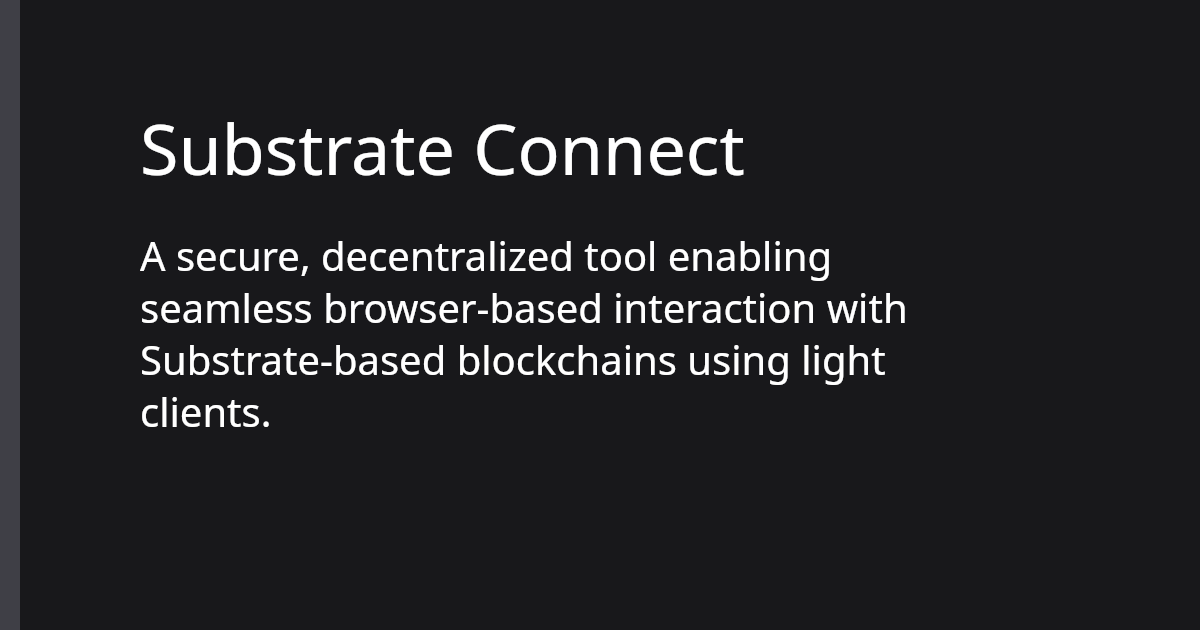 Substrate Connect
A secure, decentralized tool enabling
seamless browser-based interaction with
Substrate-based blockchains using light
clients.